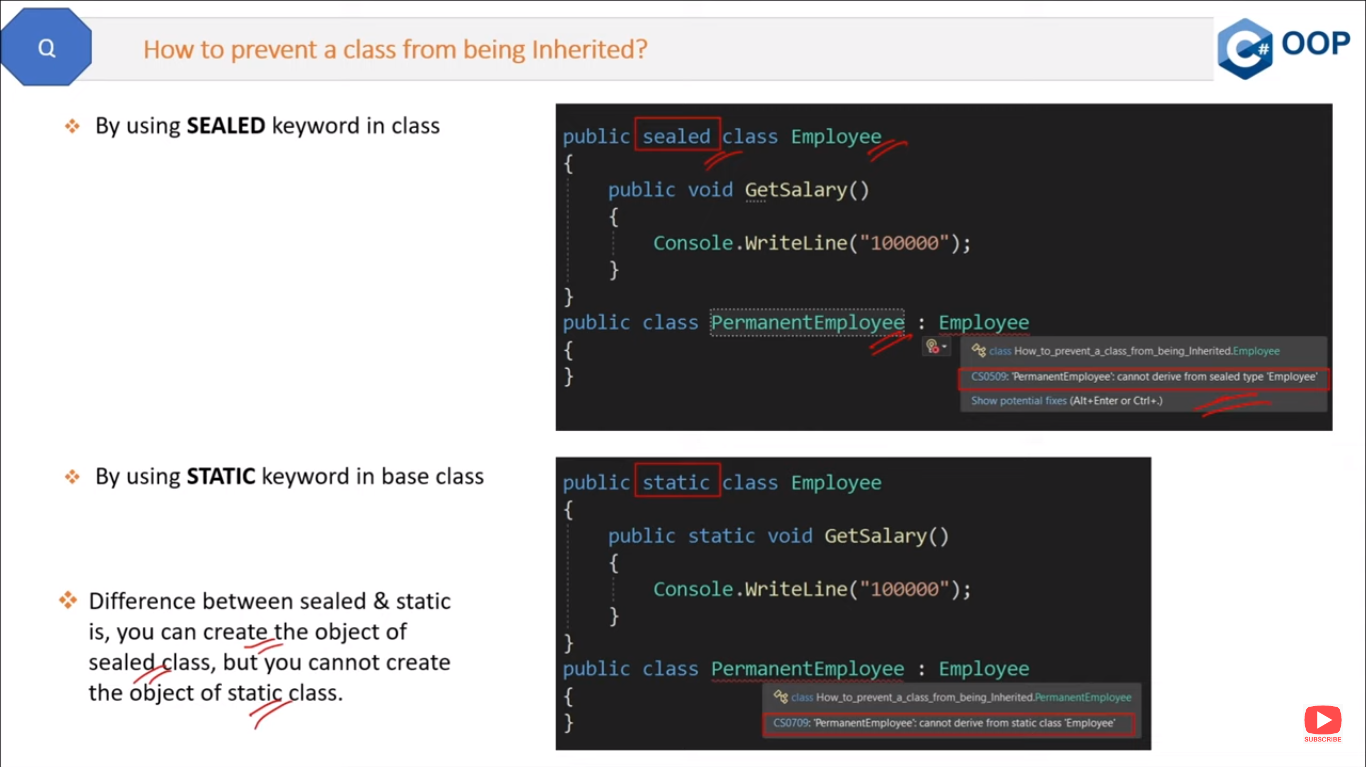 Q
How to prevent a class from being Inherited?
C# OOP
❖ By using SEALED keyword in class
public sealed class Employee
{
public void GetSalary()
{
Console.WriteLine("100000");
}
}
public class PermanentEmployee : Employee
{
}
class How_to_prevent_a_class_from_being_Inherited.Employee
CS0509: 'PermanentEmployee': cannot derive from sealed type 'Employee'
Show potential fixes (Alt+Enter or Ctrl+.)
❖ By using STATIC keyword in base class
public static class Employee
{
public static void GetSalary()
{
Console.WriteLine("100000");
}
}
public class PermanentEmployee : Employee
{
}
class How_to_prevent_a_class_from_being_Inherited.PermanentEmployee
CS0709: 'PermanentEmployee': cannot derive from static class 'Employee'
❖ Difference between sealed & static
is, you can create the object of
sealed class, but you cannot create
the object of static class.
SUBSCRIBE